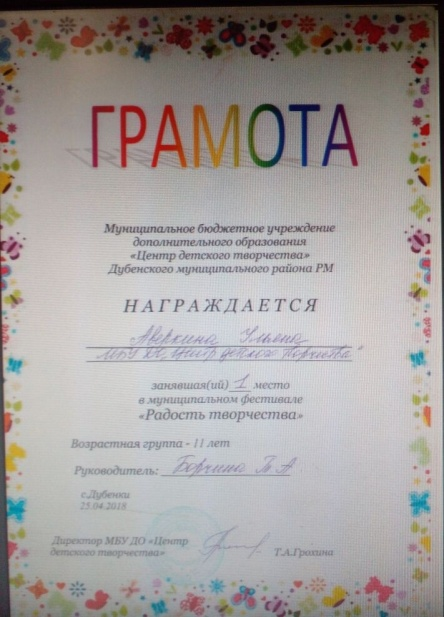 ГРАМОТА
Муниципальное бюджетное учреждение
дополнительного образования
«Центр детского творчества»
Дубенского муниципального района РМ
НАГРАЖДАЕТСЯ
Аверкина Ульяна
МБУ ДО "Центр детского творчества"
занявшая(ий) 1 место
в муниципальном фестивале
«Радость творчества»
Возрастная группа - 11 лет
Руководитель: Т А
с.Дубенки
25.04.2018
Директор МБУ ДО «Центр
детского творчества» Т.А.Грохина